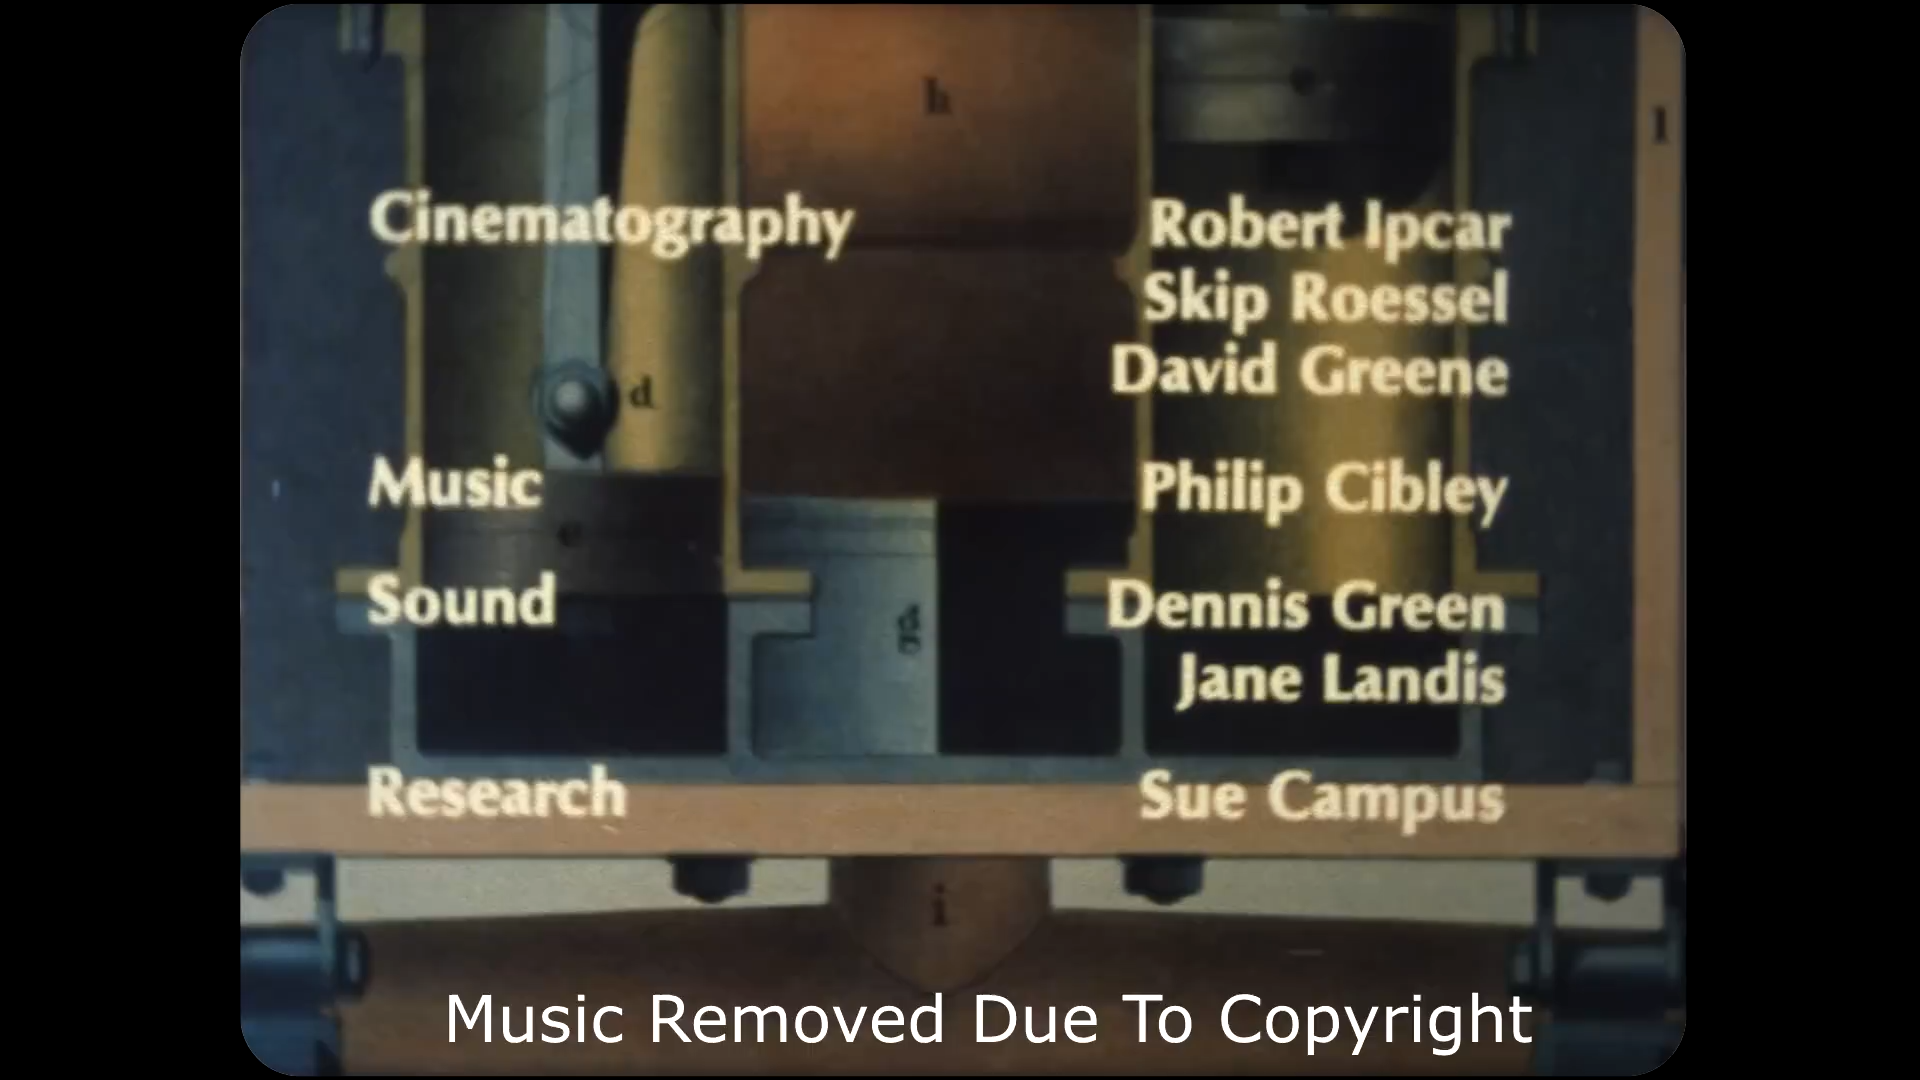 h
l
Cinematography Robert Ipcar
Skip Roessel
David Greene
d
Music Philip Cibley
e
Sound Dennis Green
g
Jane Landis
Research Sue Campus
i
Music Removed Due To Copyright